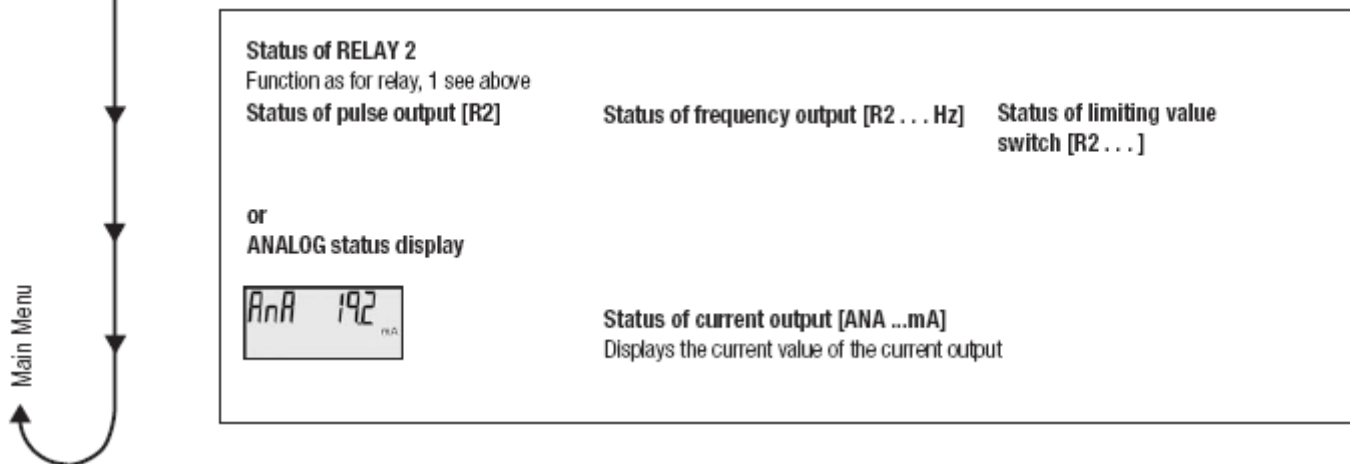 Status of RELAY 2
Function as for relay, 1 see above
Status of pulse output [R2]
Status of frequency output [R2 . . . Hz]
Status of limiting value
switch [R2 . . . ]
or
ANALOG status display
AnA 19.2
mA
Status of current output [ANA ...mA]
Displays the current value of the current output
Main Menu